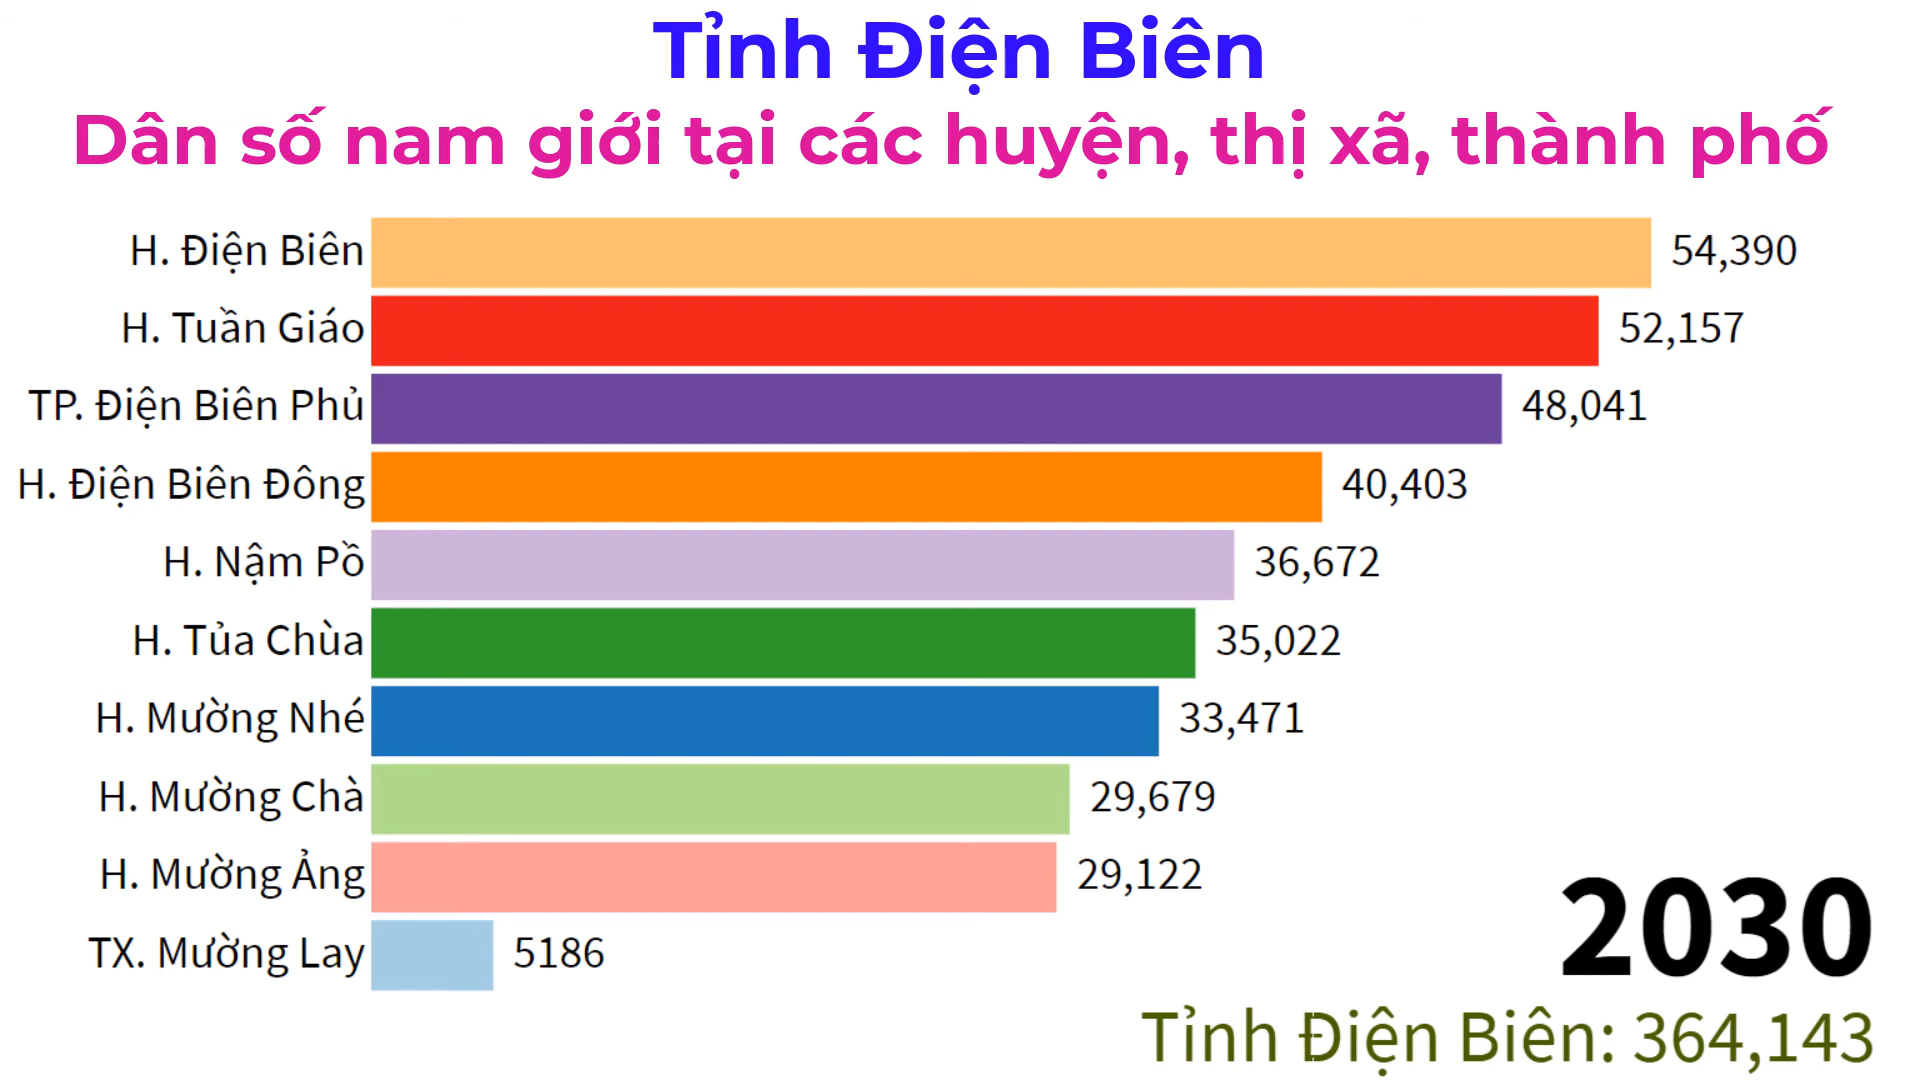 Tỉnh Điện Biên
Dân số nam giới tại các huyện, thị xã, thành phố
H. Điện Biên 54,390
H. Tuần Giáo 52,157
TP. Điện Biên Phủ 48,041
H. Điện Biên Đông 40,403
H. Nậm Pồ 36,672
H. Tủa Chùa 35,022
H. Mường Nhé 33,471
H. Mường Chà 29,679
H. Mường Ảng 29,122
TX. Mường Lay 5186
2030
Tỉnh Điện Biên: 364,143